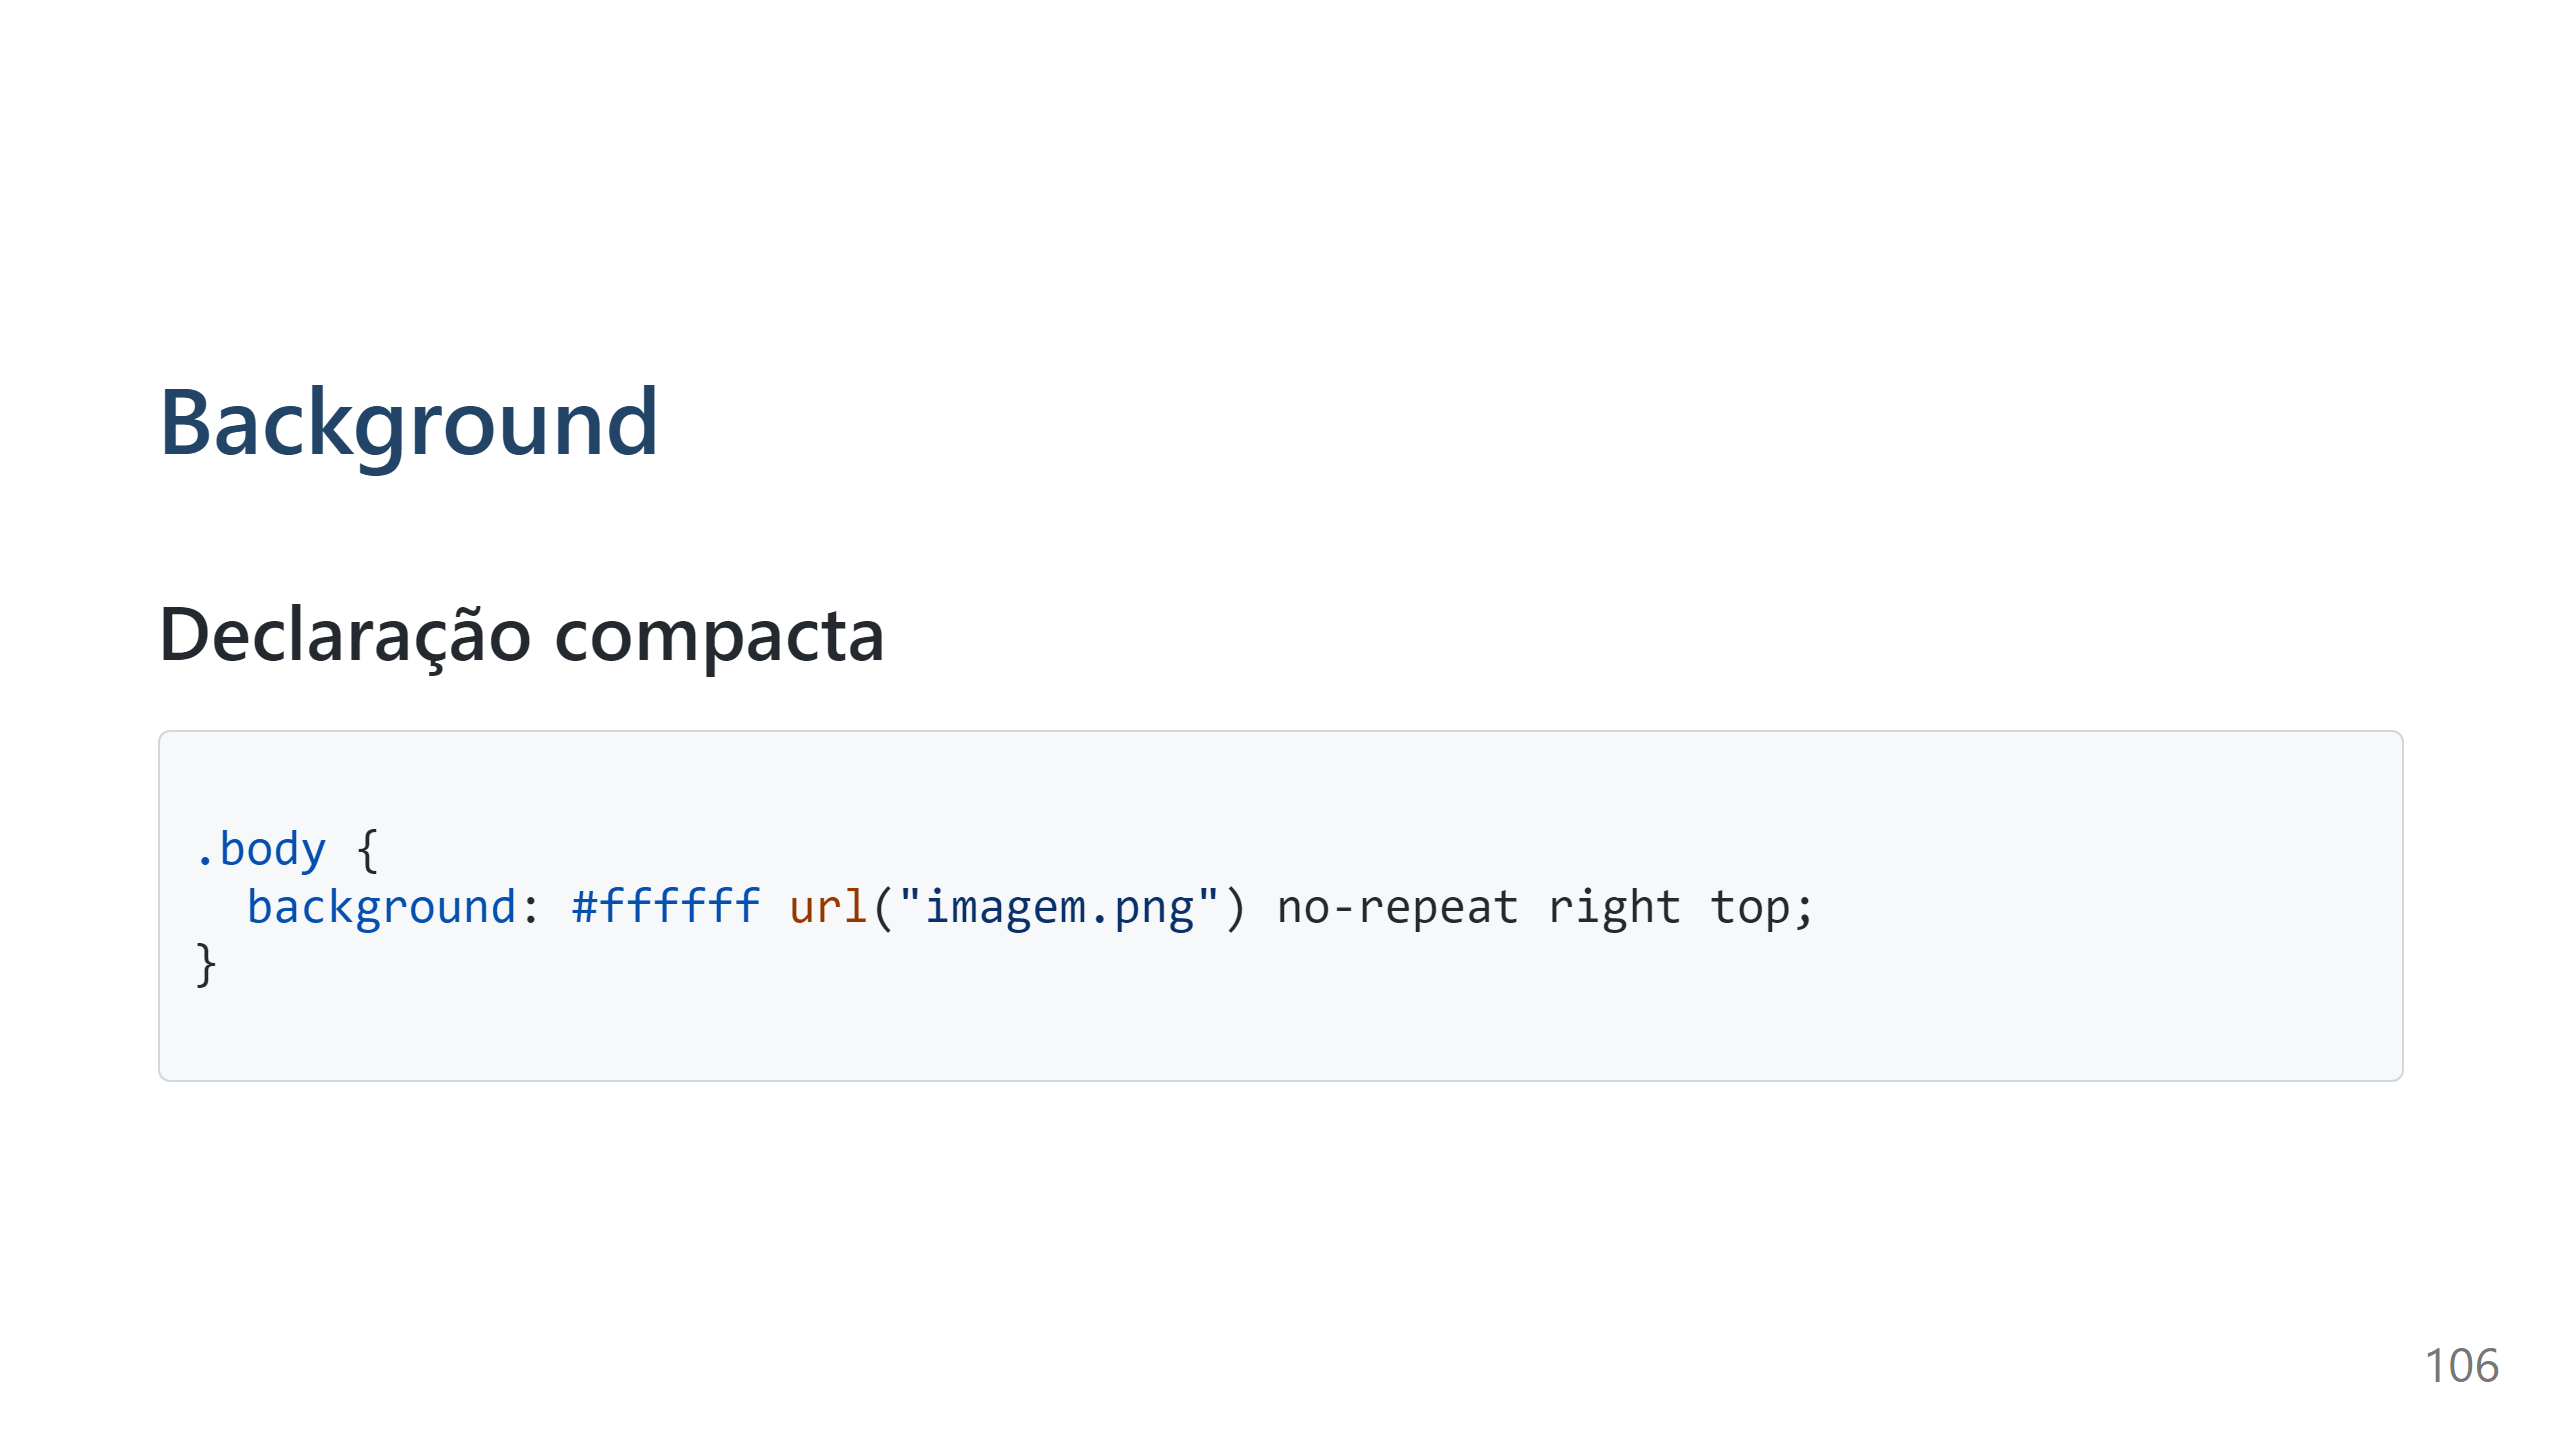 Background
Declaração compacta
.body {
  background: #ffffff url("imagem.png") no-repeat right top;
}
106